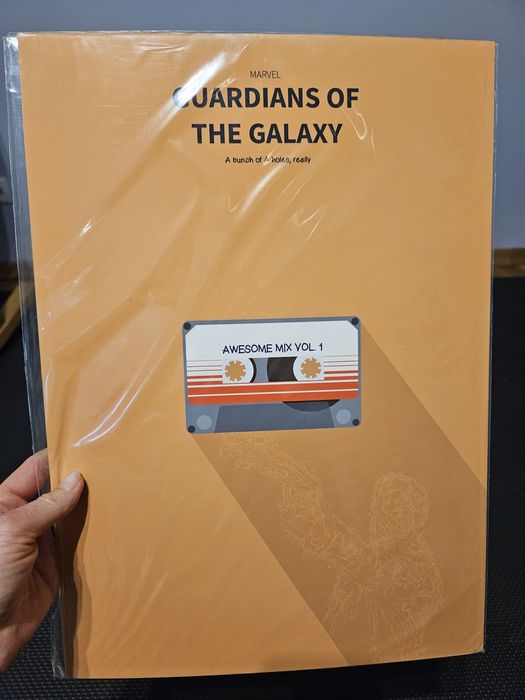 MARVEL
GUARDIANS OF
THE GALAXY
A bunch of A-holes, really
AWESOME MIX VOL. 1